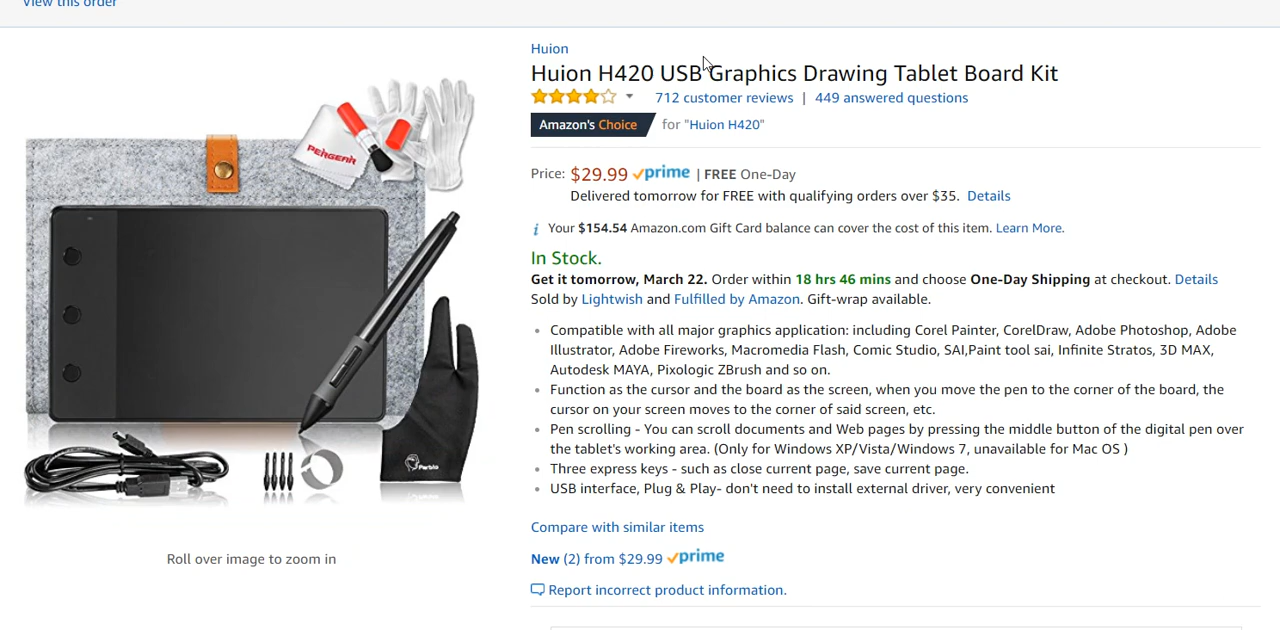 View this order
Huion
Huion H420 USB Graphics Drawing Tablet Board Kit
712 customer reviews | 449 answered questions
Amazon's Choice for "Huion H420"
Price: $29.99 prime | FREE One-Day
Delivered tomorrow for FREE with qualifying orders over $35. Details
Your $154.54 Amazon.com Gift Card balance can cover the cost of this item. Learn More.
In Stock.
Get it tomorrow, March 22. Order within 18 hrs 46 mins and choose One-Day Shipping at checkout. Details
Sold by Lightwish and Fulfilled by Amazon. Gift-wrap available.
Compatible with all major graphics application: including Corel Painter, CorelDraw, Adobe Photoshop, Adobe
Illustrator, Adobe Fireworks, Macromedia Flash, Comic Studio, SAI,Paint tool sai, Infinite Stratos, 3D MAX,
Autodesk MAYA, Pixologic ZBrush and so on.
Function as the cursor and the board as the screen, when you move the pen to the corner of the board, the
cursor on your screen moves to the corner of said screen, etc.
Pen scrolling - You can scroll documents and Web pages by pressing the middle button of the digital pen over
the tablet's working area. (Only for Windows XP/Vista/Windows 7, unavailable for Mac OS )
Three express keys - such as close current page, save current page.
USB interface, Plug & Play- don't need to install external driver, very convenient
Compare with similar items
New (2) from $29.99 prime
Report incorrect product information.
PERGEAR
Parblo
Roll over image to zoom in